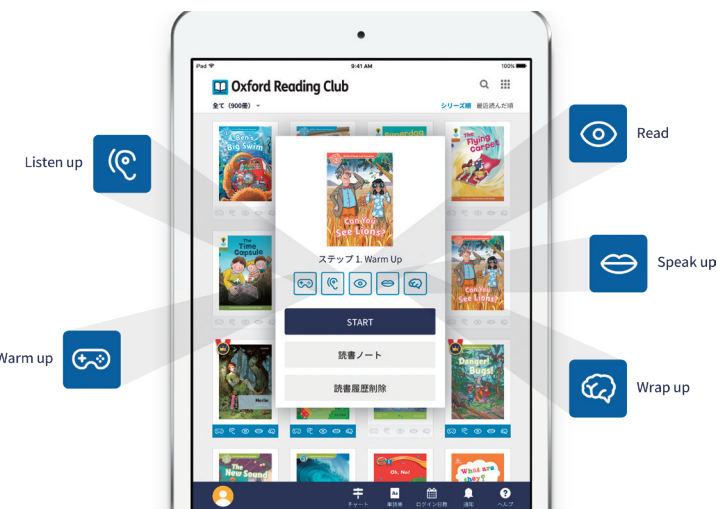 Pad
9:41 AM
100%
Oxford Reading Club
全て (900冊)
シリーズ順 最近読んだ順
Ben's
Big Swim
Superdog
The
Flying
Carpet
Read
Listen up
Can You
See Lions?
The
Time
Capsule
ステップ 1. Warm Up
Can You
See Lions?
Speak up
START
Warm up
読書ノート
読書履歴削除
Merlin
Danger!
Bugs!
Wrap up
The
New Sound
Oh, No!
What are
they?
チャート
単語帳
ログイン日数
通知
ヘルプ